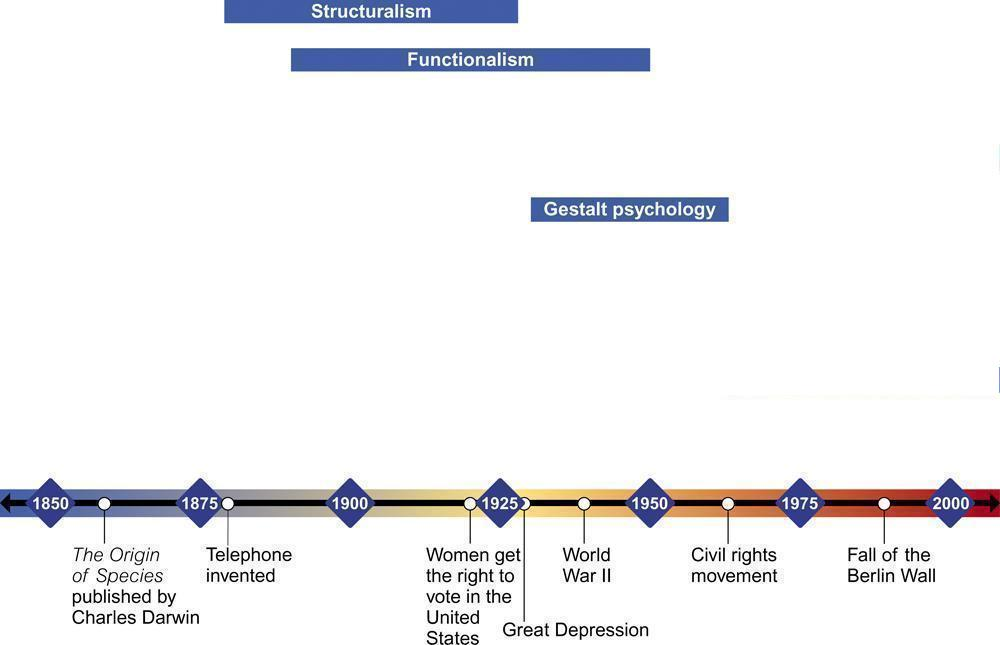 Structuralism
Functionalism
Gestalt psychology
1850 1875 1900 1925 1950 1975 2000
The Origin
of Species
published by
Charles Darwin
Telephone
invented
Women get
the right to
vote in the
United
States
Great Depression
World
War II
Civil rights
movement
Fall of the
Berlin Wall